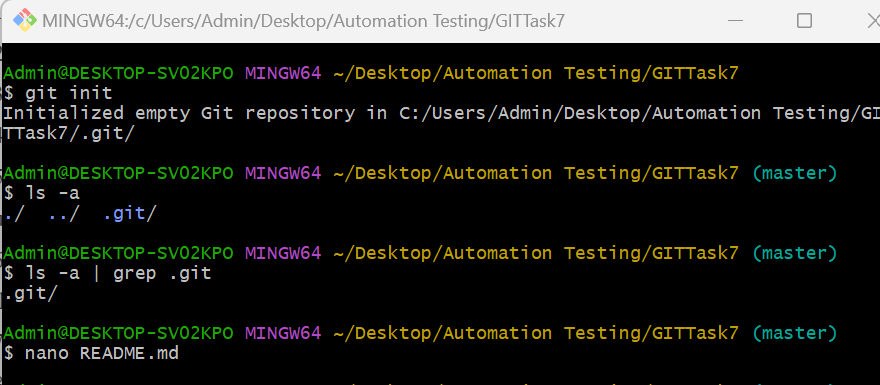 MINGW64:/c/Users/Admin/Desktop/Automation Testing/GITTask7
Admin@DESKTOP-SV02KPO MINGW64 ~/Desktop/Automation Testing/GITTask7
$ git init
Initialized empty Git repository in C:/Users/Admin/Desktop/Automation Testing/GI
TTask7/.git/
Admin@DESKTOP-SV02KPO MINGW64 ~/Desktop/Automation Testing/GITTask7 (master)
$ ls -a
./  ../  .git/
Admin@DESKTOP-SV02KPO MINGW64 ~/Desktop/Automation Testing/GITTask7 (master)
$ ls -a | grep .git
.git/
Admin@DESKTOP-SV02KPO MINGW64 ~/Desktop/Automation Testing/GITTask7 (master)
$ nano README.md